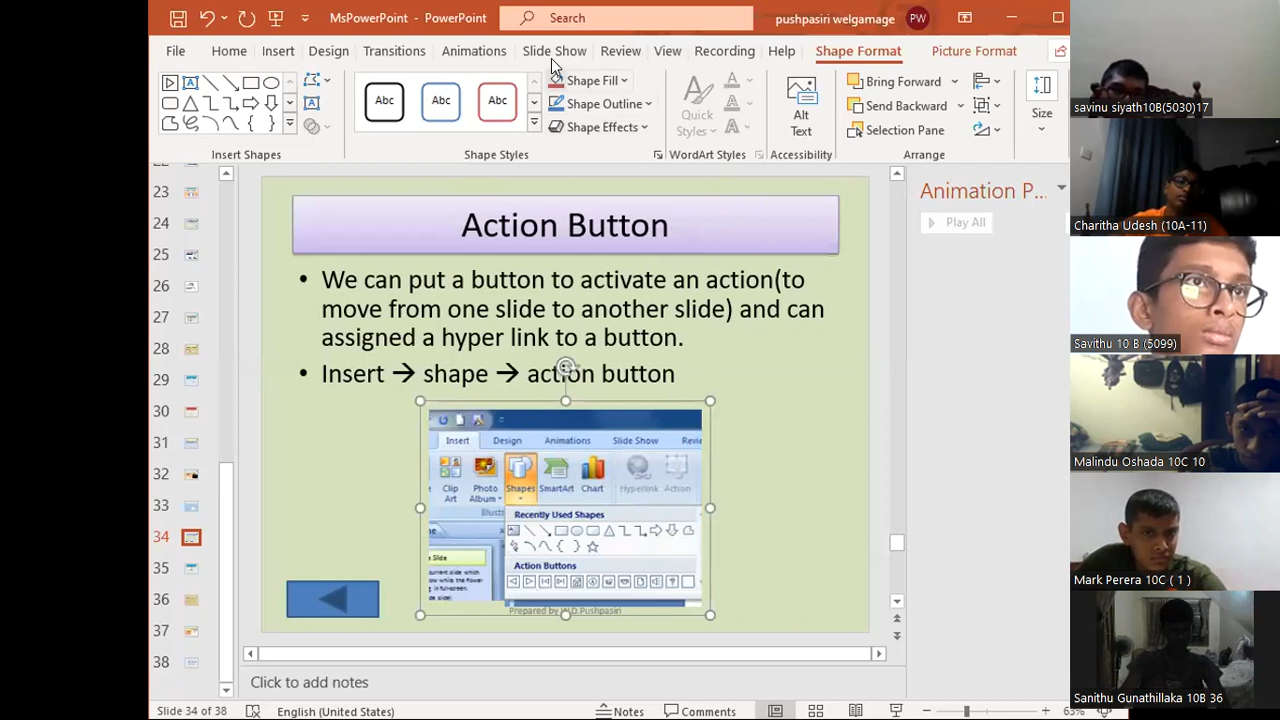 MsPowerPoint - PowerPoint
Search
pushpasiri welgamage
PW
File Home Insert Design Transitions Animations Slide Show Review View Recording Help Shape Format Picture Format
Abc Abc Abc
Shape Fill
Shape Outline
Shape Effects
Quick Styles
Alt Text
Bring Forward
Send Backward
Selection Pane
Size
Insert Shapes Shape Styles WordArt Styles Accessibility Arrange
23
24
25
26
27
28
29
30
31
32
33
34
35
36
37
38
Action Button
• We can put a button to activate an action(to
move from one slide to another slide) and can
assigned a hyper link to a button.
• Insert → shape → action button
Insert Design Animations Slide Show
Clip Art
Photo Album
Shapes
SmartArt
Chart
Hyperlink
Action
Recently Used Shapes
Action Buttons
Prepared by W.D.Pushpasiri
Animation P...
Play All
Click to add notes
Slide 34 of 38
English (United States)
Notes
Comments
63%
savinu siyath10B(5030)17
Charitha Udesh (10A-11)
Savithu 10 B (5099)
Malindu Oshada 10C 10
Mark Perera 10C ( 1 )
Sanithu Gunathillaka 10B 36